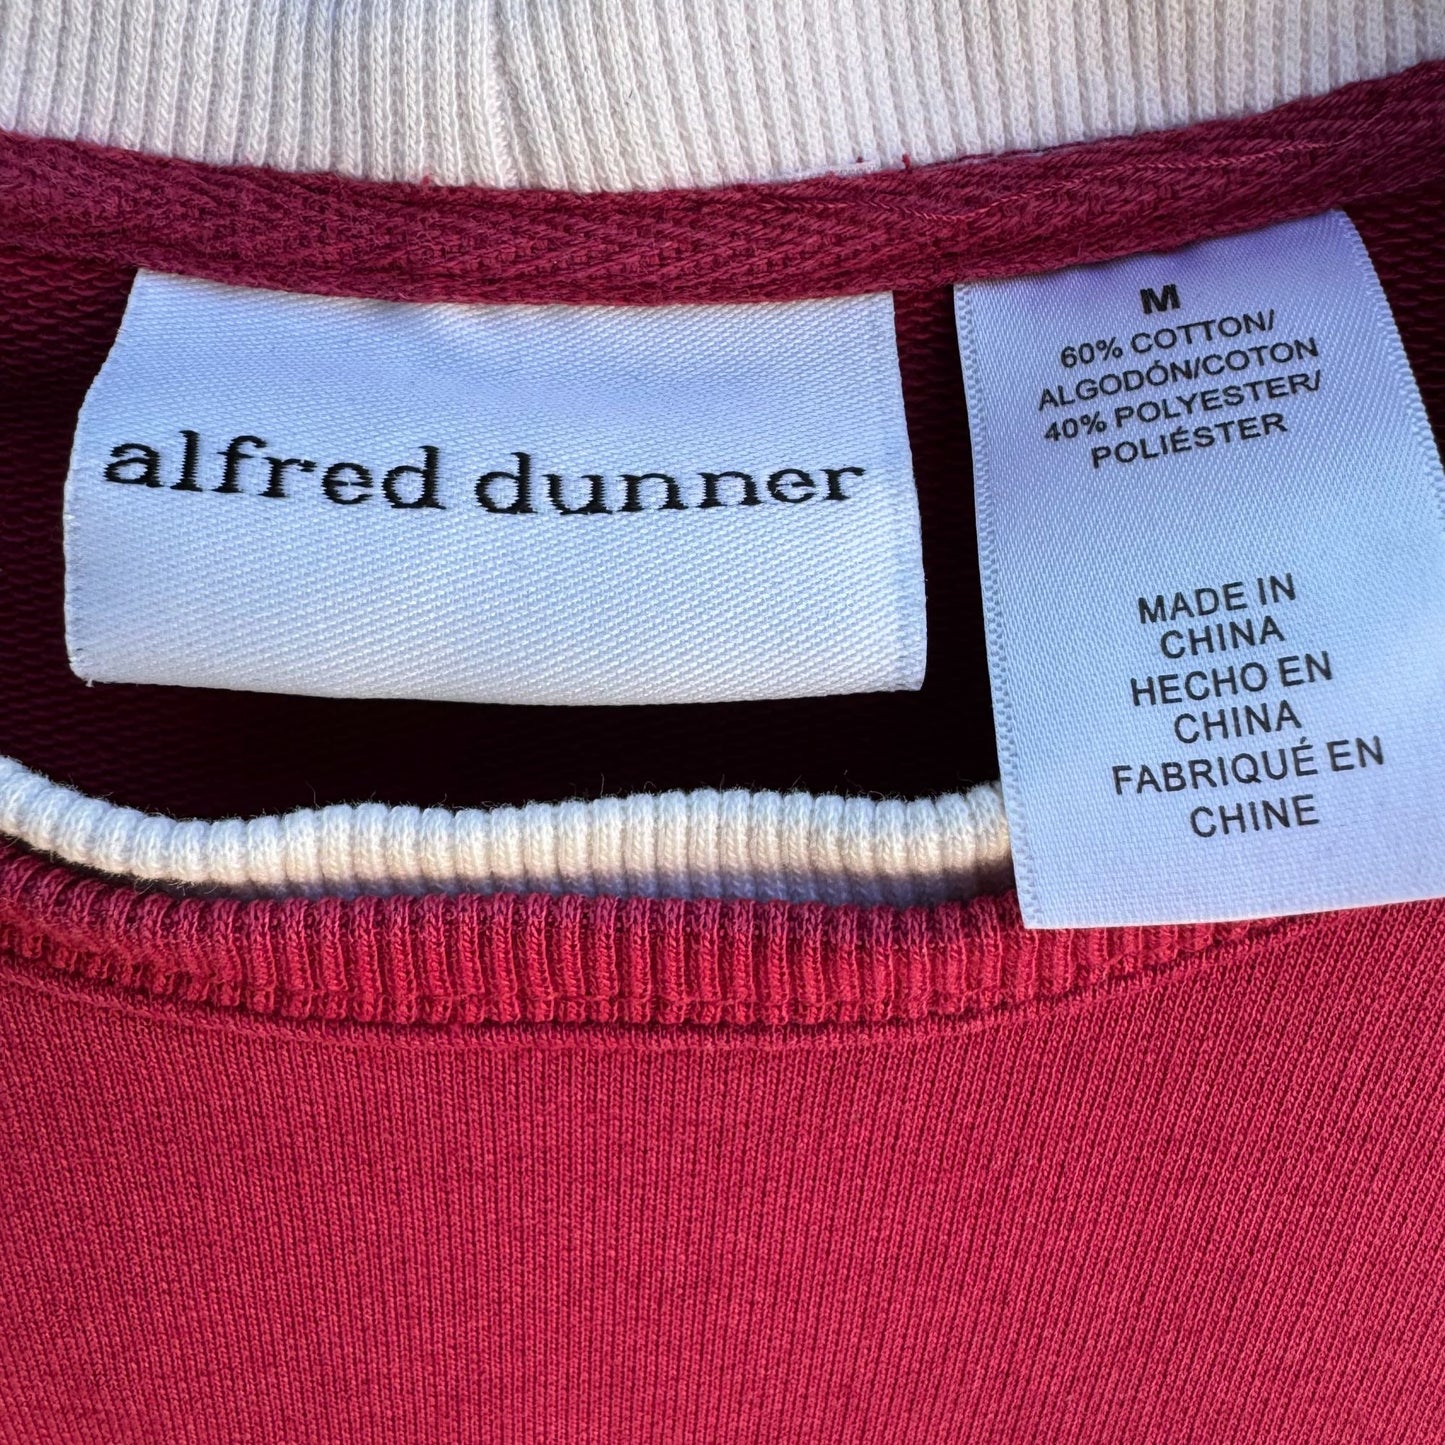 alfred dunner
M
60% COTTON/
ALGODÓN/COTON
40% POLYESTER/
POLIÉSTER
MADE IN
CHINA
HECHO EN
CHINA
FABRIQUÉ EN
CHINE